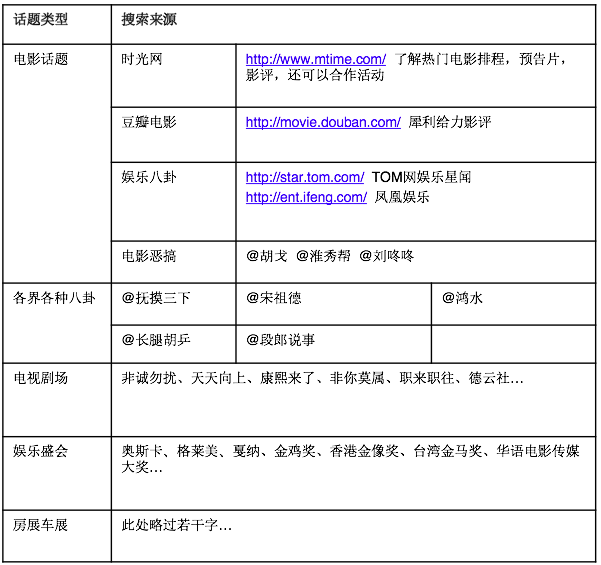 话题类型 搜索来源
电影话题 时光网 http://www.mtime.com/ 了解热门电影排程，预告片，
影评，还可以合作活动
豆瓣电影 http://movie.douban.com/ 犀利给力影评
娱乐八卦 http://star.tom.com/ TOM网娱乐星闻
http://ent.ifeng.com/ 凤凰娱乐
电影恶搞 @胡戈 @淮秀帮 @刘咚咚
各界各种八卦 @抚摸三下 @宋祖德 @鸿水
@长腿胡乒 @段郎说事
电视剧场 非诚勿扰、天天向上、康熙来了、非你莫属、职来职往、德云社...
娱乐盛会 奥斯卡、格莱美、戛纳、金鸡奖、香港金像奖、台湾金马奖、华语电影传媒
大奖...
房展车展 此处略过若干字...